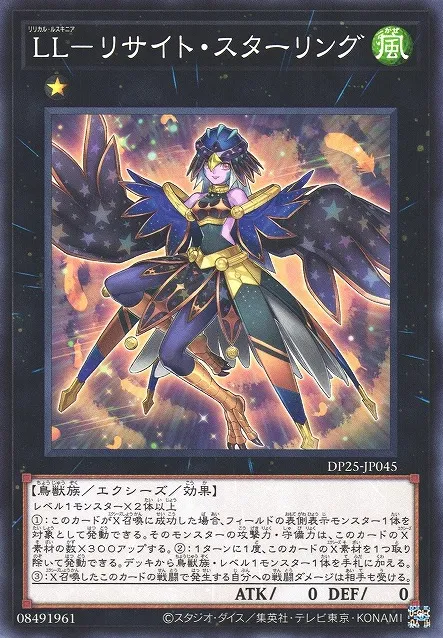 リリカル・ルスキニア
LL－リサイト・スターリング
風
DP25-JP045
【鳥獣族／エクシーズ／効果】
レベル1モンスター×2体以上
①：このカードがX召喚に成功した場合、フィールドの表側表示モンスター1体を
対象として発動できる。そのモンスターの攻撃力・守備力は、このカードのX
素材の数×300アップする。②：1ターンに1度、このカードのX素材を1つ取り
除いて発動できる。デッキから鳥獣族・レベル1モンスター1体を手札に加える。
③：X召喚したこのカードの戦闘で発生する自分への戦闘ダメージは相手も受ける。
ATK/ 0 DEF/ 0
08491961
©スタジオ・ダイス／集英社・テレビ東京・KONAMI